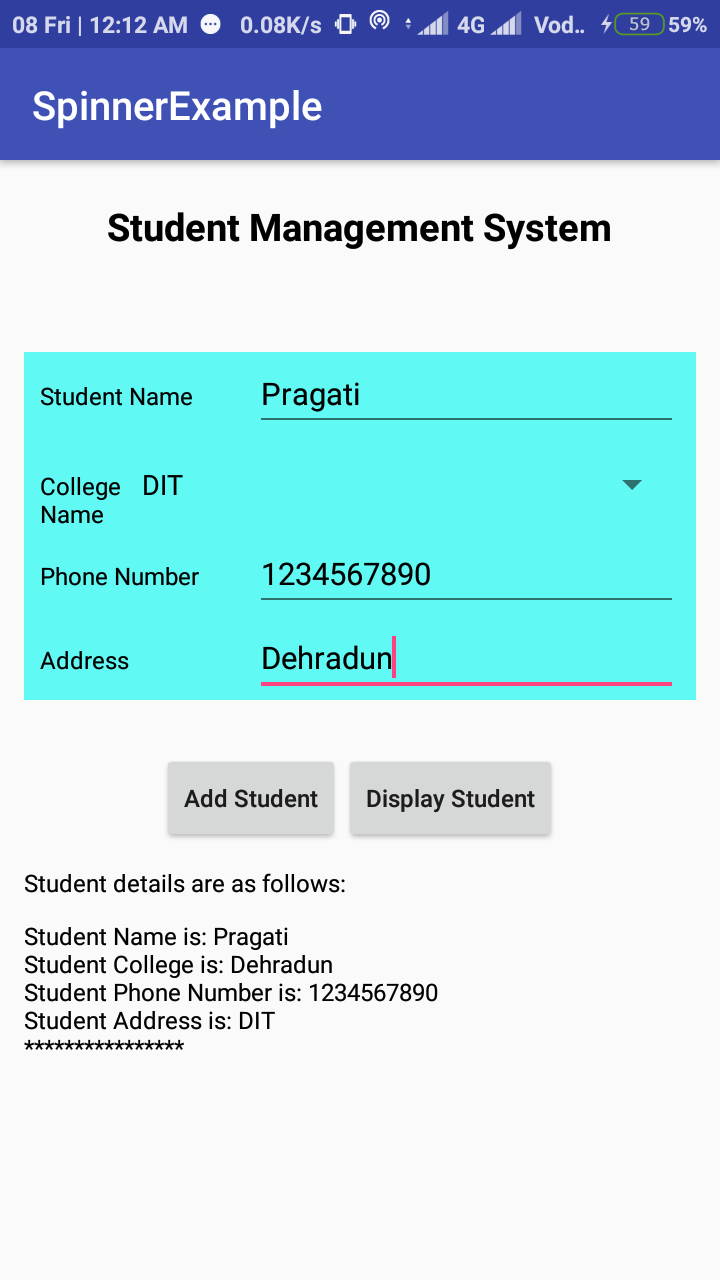 08 Fri | 12:12 AM 0.08K/s 4G Vod.. 59 59%
SpinnerExample
Student Management System
Student Name Pragati
College Name DIT
Phone Number 1234567890
Address Dehradun
Add Student Display Student
Student details are as follows:
Student Name is: Pragati
Student College is: Dehradun
Student Phone Number is: 1234567890
Student Address is: DIT
****************